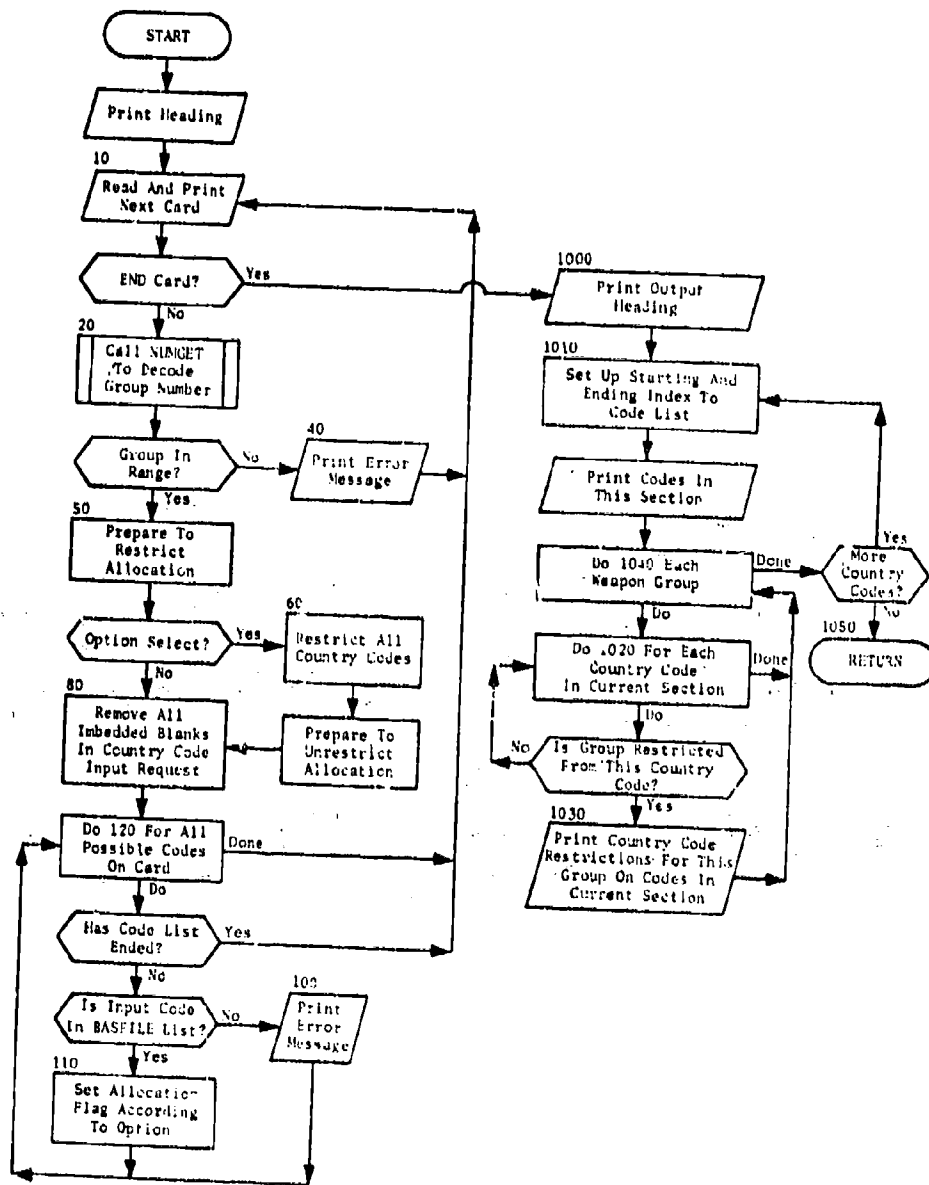 START
Print Heading
10
Read And Print
Next Card
END Card?
Yes
No
20
Call NUMGET
To Decode
Group Number
Group In
Range?
No
Yes
40
Print Error
Message
50
Prepare To
Restrict
Allocation
Option Select?
Yes
No
60
Restrict All
Country Codes
Prepare To
Unrestrict
Allocation
80
Remove All
Imbedded Blanks
In Country Code
Input Request
Do 120 For All
Possible Codes
On Card
Done
Do
Has Code List
Ended?
Yes
No
Is Input Code
In BASFILE List?
No
Yes
100
Print
Error
Message
110
Set Allocation
Flag According
To Option
1000
Print Output
Heading
1010
Set Up Starting And
Ending Index To
Code List
Print Codes In
This Section
Do 1040 Each
Weapon Group
Done
Do
More
Country
Codes?
Yes
No
1050
RETURN
Do 1020 For Each
Country Code
In Current Section
Done
Do
Is Group Restricted
From This Country
Code?
No
Yes
1030
Print Country Code
Restrictions For This
Group On Codes In
Current Section